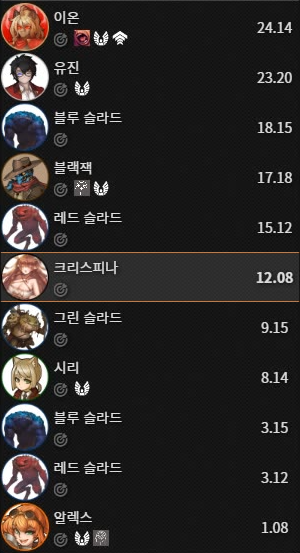 이온
24.14
유진
23.20
블루 슬라드
18.15
블랙잭
17.18
레드 슬라드
15.12
크리스피나
12.08
그린 슬라드
9.15
시리
8.14
블루 슬라드
3.15
레드 슬라드
3.12
알렉스
1.08